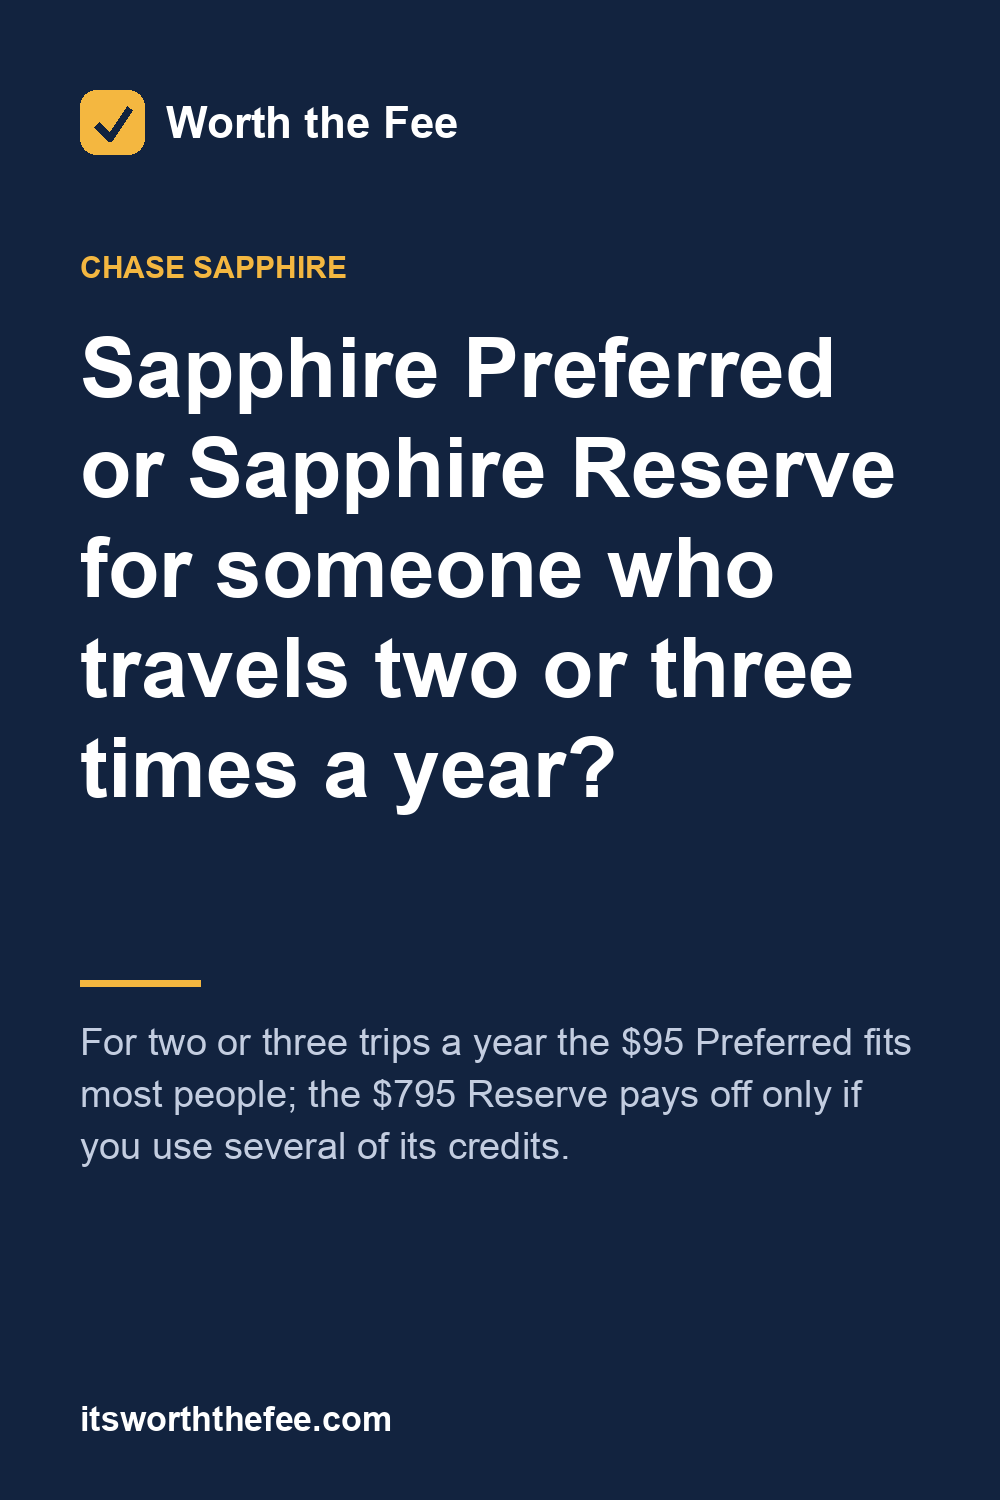 Worth the Fee
CHASE SAPPHIRE
Sapphire Preferred
or Sapphire Reserve
for someone who
travels two or three
times a year?
For two or three trips a year the $95 Preferred fits
most people; the $795 Reserve pays off only if
you use several of its credits.
itsworththefee.com